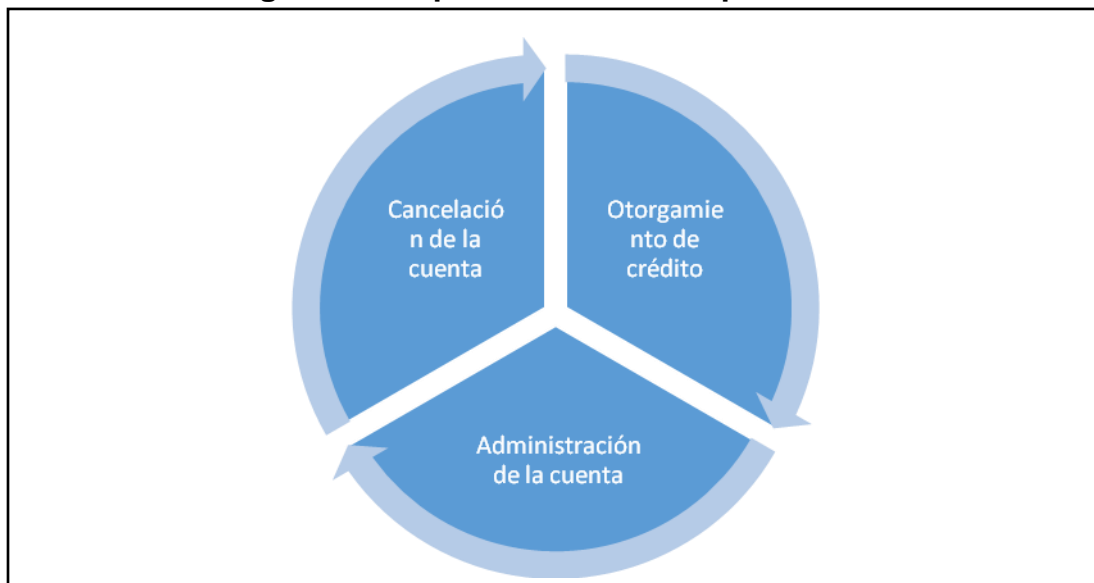 Cancelació
n de la
cuenta
Otorgamie
nto de
crédito
Administración
de la cuenta